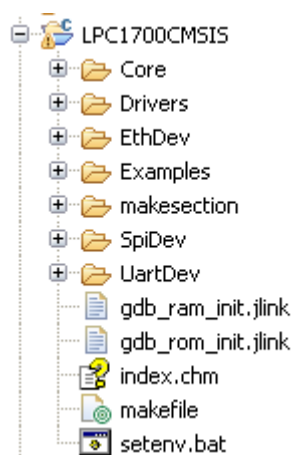 LPC1700CMSIS
Core
Drivers
EthDev
Examples
makesection
SpiDev
UartDev
gdb_ram_init.jlink
gdb_rom_init.jlink
index.chm
makefile
setenv.bat